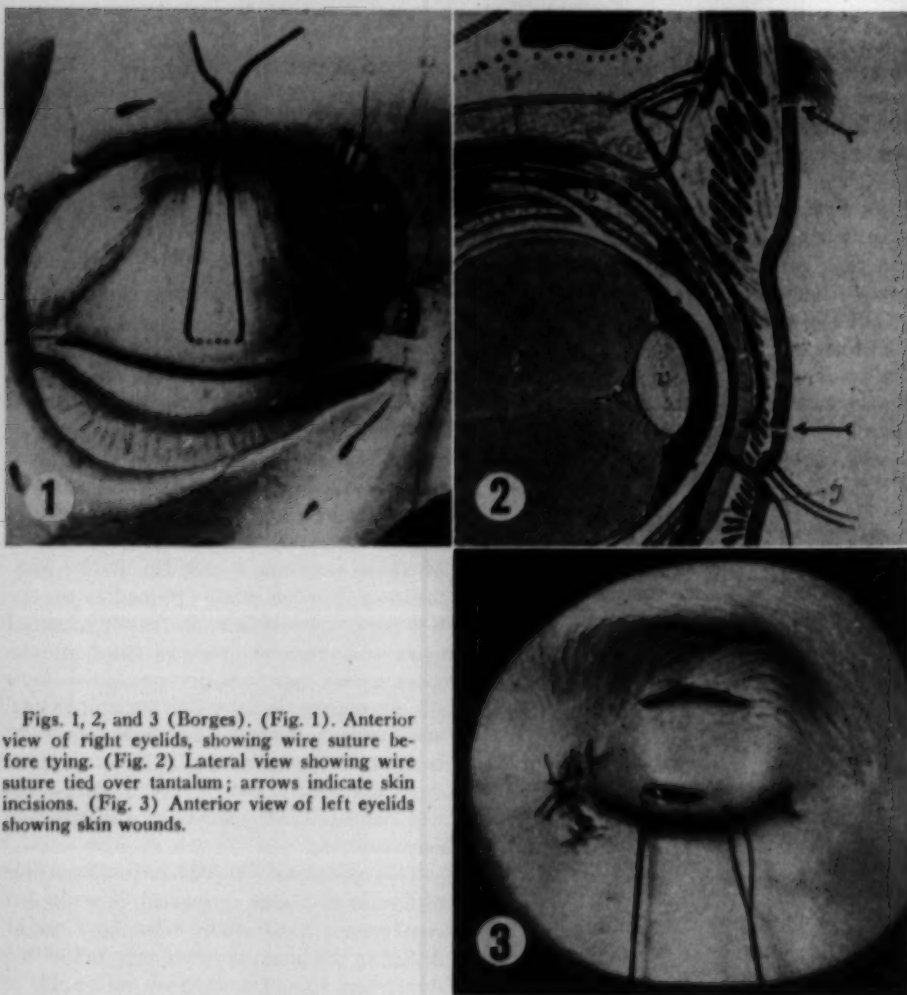 1
2
3
Figs. 1, 2, and 3 (Borges). (Fig. 1). Anterior
view of right eyelids, showing wire suture be-
fore tying. (Fig. 2) Lateral view showing wire
suture tied over tantalum; arrows indicate skin
incisions. (Fig. 3) Anterior view of left eyelids
showing skin wounds.